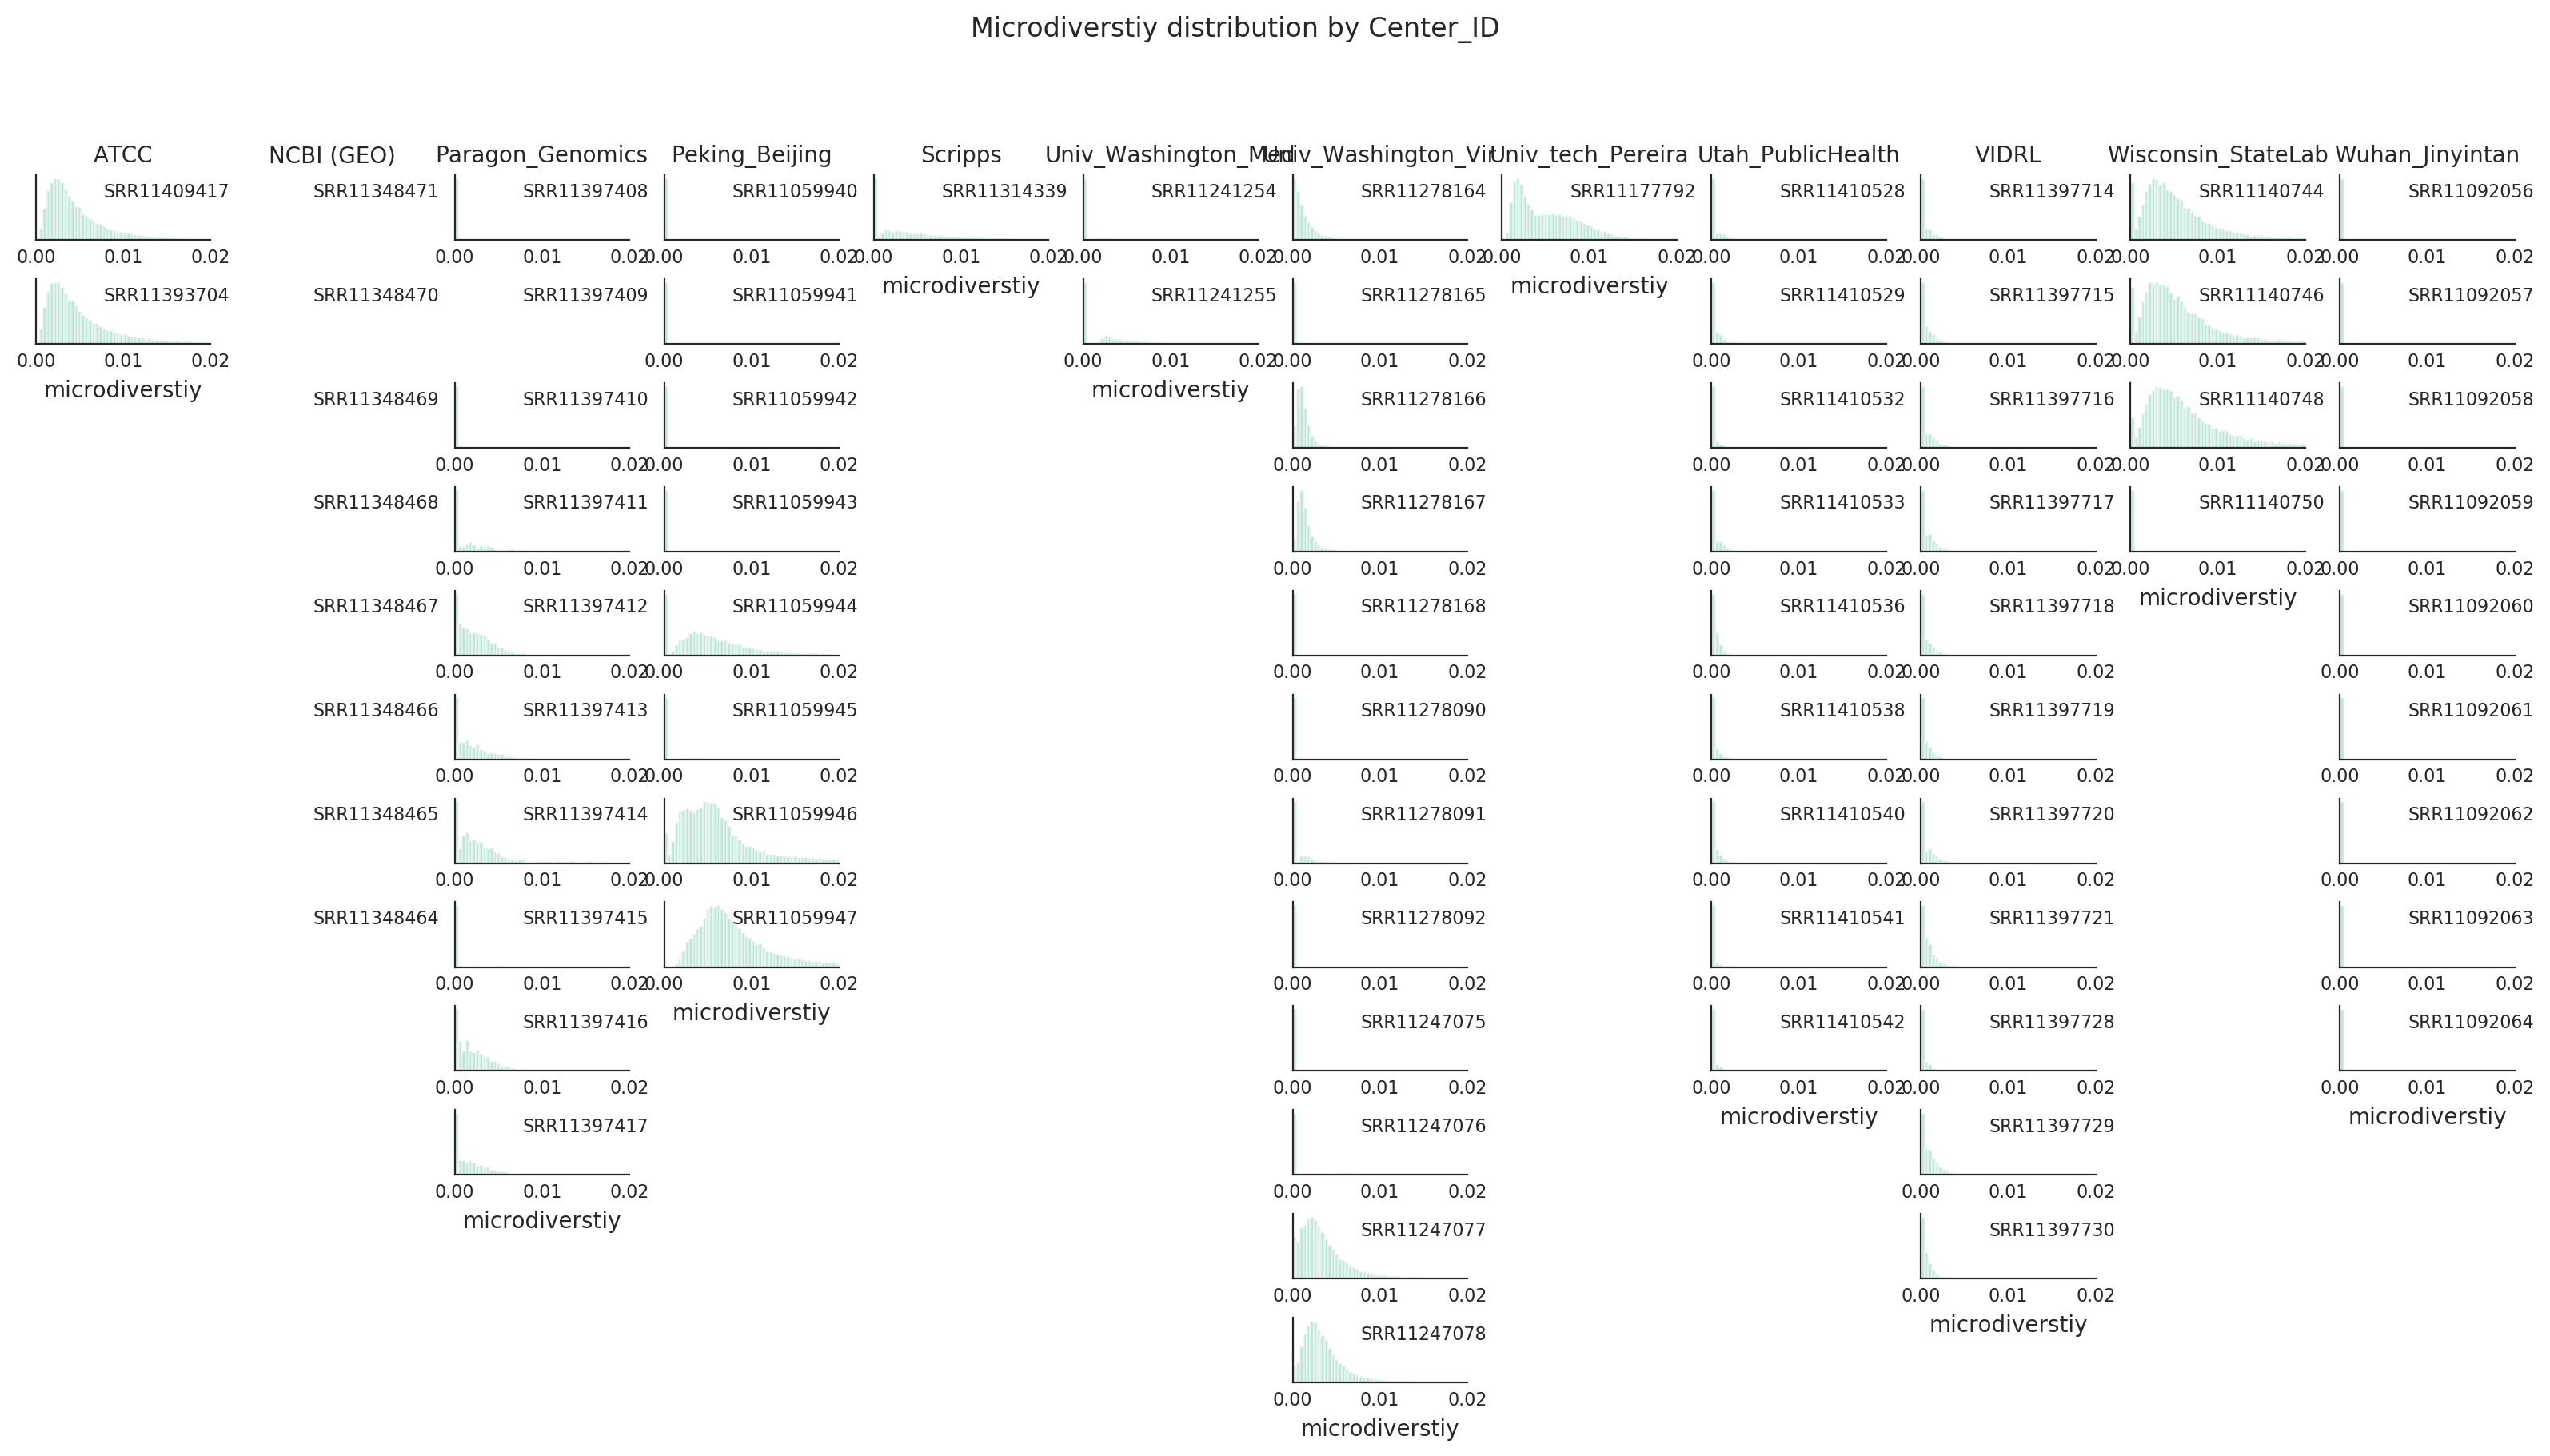 Microdiverstiy distribution by Center_ID
ATCC NCBI (GEO) Paragon_Genomics Peking_Beijing Scripps Univ_Washington_Med Univ_Washington_Vir Univ_tech_Pereira Utah_PublicHealth VIDRL Wisconsin_StateLab Wuhan_Jinyintan
SRR11409417 SRR11348471 SRR11397408 SRR11059940 SRR11314339 SRR11241254 SRR11278164 SRR11177792 SRR11410528 SRR11397714 SRR11140744 SRR11092056
0.00 0.01 0.02 0.00 0.01 0.02 0.00 0.01 0.02 0.00 0.01 0.02 0.00 0.01 0.02 0.00 0.01 0.02 0.00 0.01 0.02 0.00 0.01 0.02 0.00 0.01 0.02 0.00 0.01 0.02 0.00 0.01 0.02
microdiverstiy microdiverstiy
SRR11393704 SRR11348470 SRR11397409 SRR11059941 SRR11241255 SRR11278165 SRR11410529 SRR11397715 SRR11140746 SRR11092057
0.00 0.01 0.02 0.00 0.01 0.02 0.00 0.01 0.02 0.00 0.01 0.02 0.00 0.01 0.02 0.00 0.01 0.02 0.00 0.01 0.02 0.00 0.01 0.02
microdiverstiy microdiverstiy
SRR11348469 SRR11397410 SRR11059942 SRR11278166 SRR11410532 SRR11397716 SRR11140748 SRR11092058
0.00 0.01 0.02 0.00 0.01 0.02 0.00 0.01 0.02 0.00 0.01 0.02 0.00 0.01 0.02 0.00 0.01 0.02 0.00 0.01 0.02
SRR11348468 SRR11397411 SRR11059943 SRR11278167 SRR11410533 SRR11397717 SRR11140750 SRR11092059
0.00 0.01 0.02 0.00 0.01 0.02 0.00 0.01 0.02 0.00 0.01 0.02 0.00 0.01 0.02 0.00 0.01 0.02 0.00 0.01 0.02
microdiverstiy
SRR11348467 SRR11397412 SRR11059944 SRR11278168 SRR11410536 SRR11397718 SRR11092060
0.00 0.01 0.02 0.00 0.01 0.02 0.00 0.01 0.02 0.00 0.01 0.02 0.00 0.01 0.02 0.00 0.01 0.02
SRR11348466 SRR11397413 SRR11059945 SRR11278090 SRR11410538 SRR11397719 SRR11092061
0.00 0.01 0.02 0.00 0.01 0.02 0.00 0.01 0.02 0.00 0.01 0.02 0.00 0.01 0.02 0.00 0.01 0.02
SRR11348465 SRR11397414 SRR11059946 SRR11278091 SRR11410540 SRR11397720 SRR11092062
0.00 0.01 0.02 0.00 0.01 0.02 0.00 0.01 0.02 0.00 0.01 0.02 0.00 0.01 0.02 0.00 0.01 0.02
SRR11348464 SRR11397415 SRR11059947 SRR11278092 SRR11410541 SRR11397721 SRR11092063
0.00 0.01 0.02 0.00 0.01 0.02 0.00 0.01 0.02 0.00 0.01 0.02 0.00 0.01 0.02 0.00 0.01 0.02
microdiverstiy
SRR11397416 SRR11247075 SRR11410542 SRR11397728 SRR11092064
0.00 0.01 0.02 0.00 0.01 0.02 0.00 0.01 0.02 0.00 0.01 0.02 0.00 0.01 0.02
microdiverstiy microdiverstiy
SRR11397417 SRR11247076 SRR11397729
0.00 0.01 0.02 0.00 0.01 0.02 0.00 0.01 0.02
microdiverstiy
SRR11247077 SRR11397730
0.00 0.01 0.02 0.00 0.01 0.02
microdiverstiy
SRR11247078
0.00 0.01 0.02
microdiverstiy